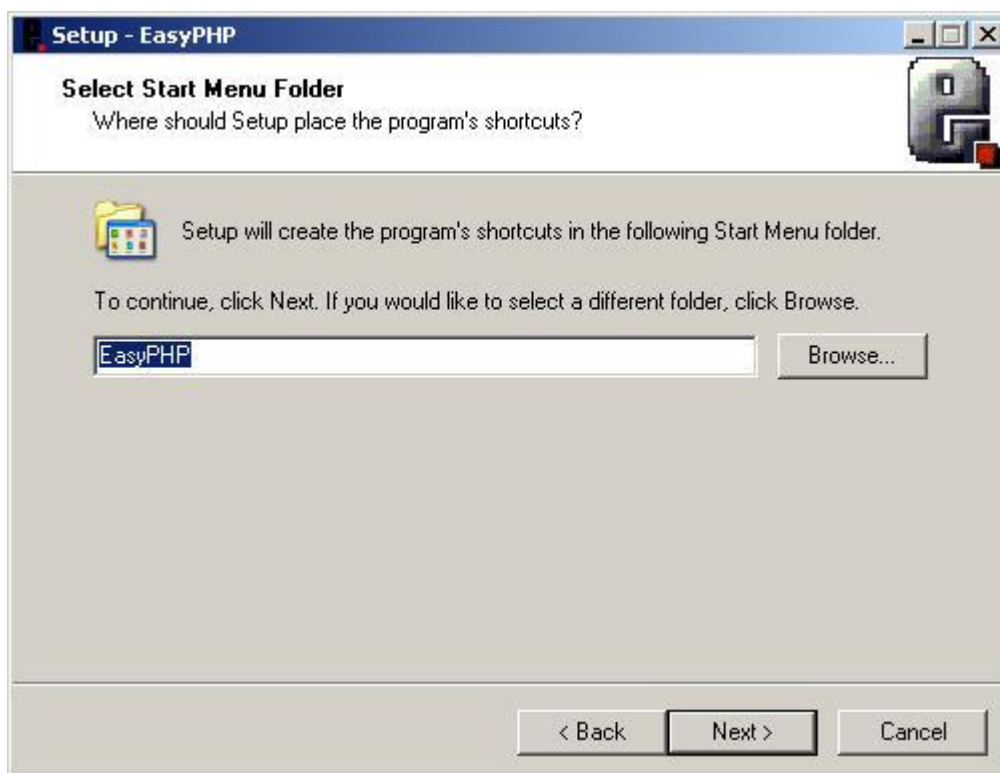 Setup - EasyPHP
Select Start Menu Folder
Where should Setup place the program's shortcuts?
Setup will create the program's shortcuts in the following Start Menu folder.
To continue, click Next. If you would like to select a different folder, click Browse.
EasyPHP
Browse...
< Back
Next >
Cancel